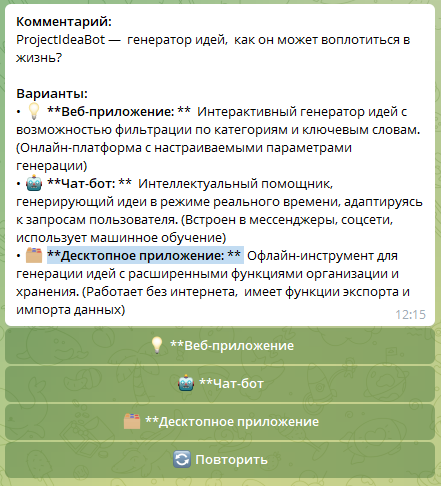 Комментарий:
ProjectIdeaBot — генератор идей, как он может воплотиться в
жизнь?
Варианты:
• 💡 **Веб-приложение: ** Интерактивный генератор идей с
возможностью фильтрации по категориям и ключевым словам.
(Онлайн-платформа с настраиваемыми параметрами
генерации)
• 🤖 **Чат-бот: ** Интеллектуальный помощник,
генерирующий идеи в режиме реального времени, адаптируясь
к запросам пользователя. (Встроен в мессенджеры, соцсети,
использует машинное обучение)
• 🗂 **Десктопное приложение: ** Офлайн-инструмент для
генерации идей с расширенными функциями организации и
хранения. (Работает без интернета, имеет функции экспорта и
импорта данных)
12:15
💡 **Веб-приложение
🤖 **Чат-бот
🗂 **Десктопное приложение
🔄 Повторить